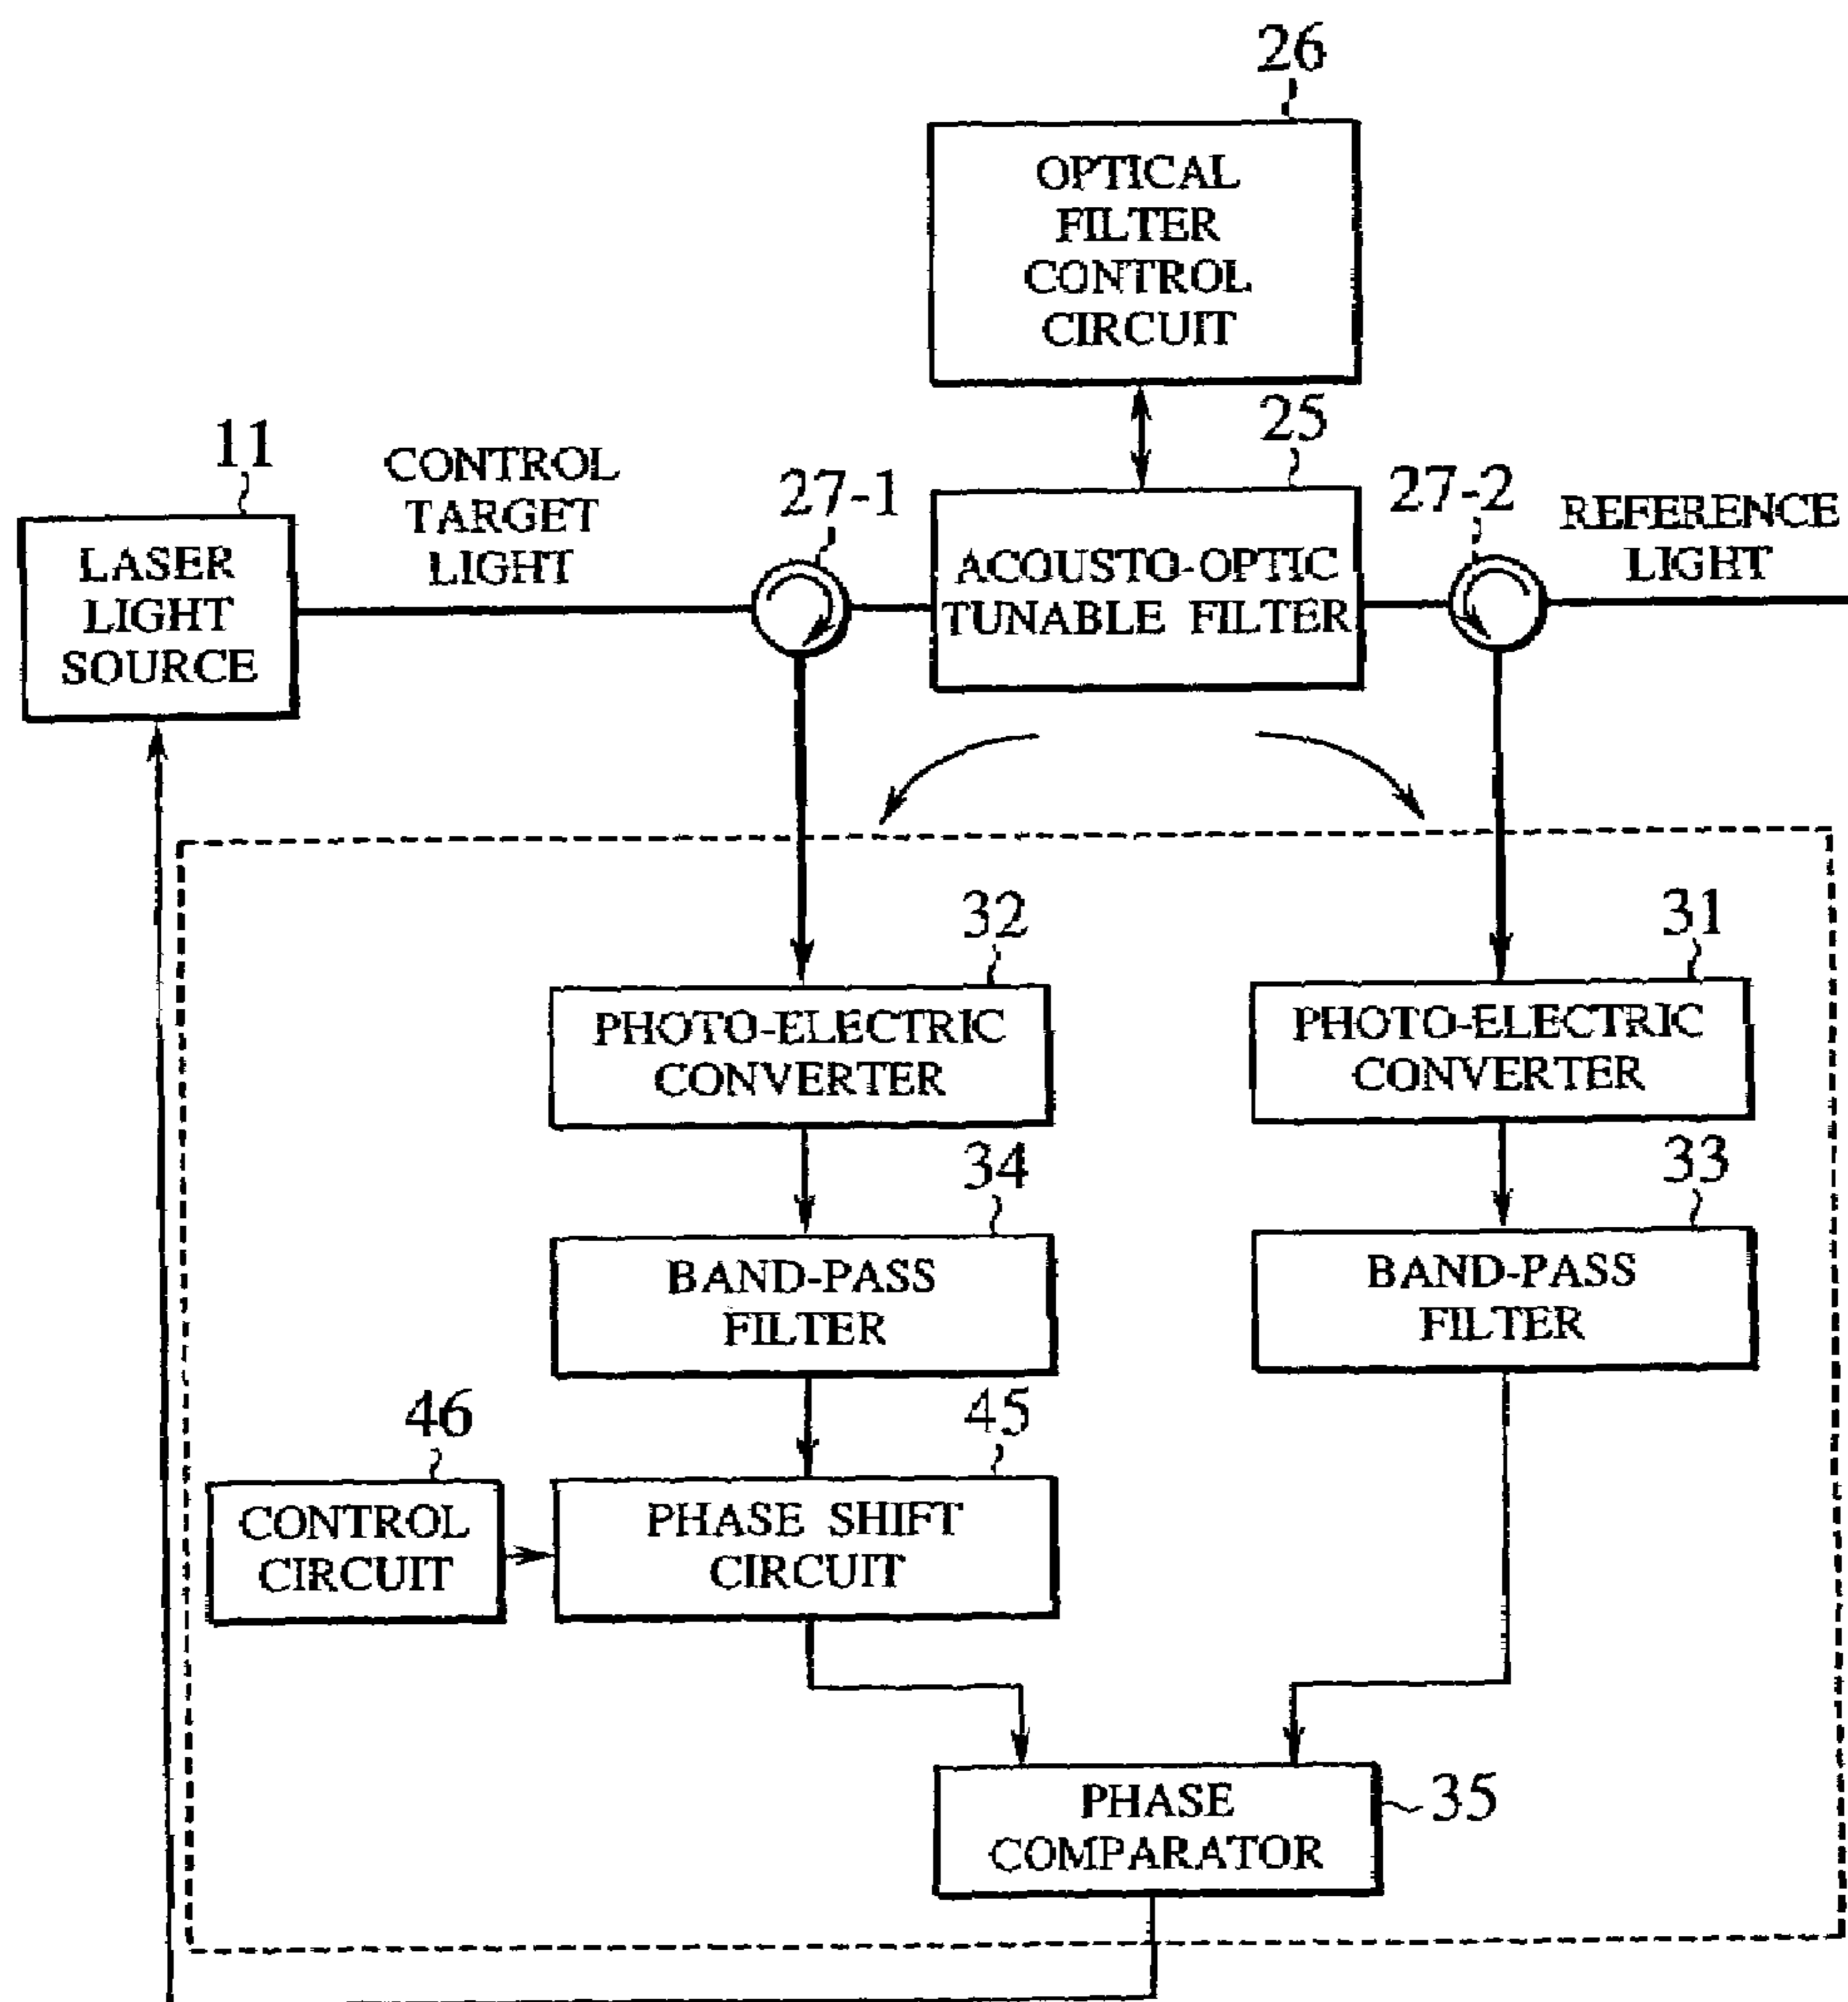 26
OPTICAL
FILTER
CONTROL
CIRCUIT
25
11
CONTROL
TARGET
LIGHT
27-1
27-2
REFERENCE
LIGHT
LASER
LIGHT
SOURCE
ACOUSTO-OPTIC
TUNABLE FILTER
32
31
PHOTO-ELECTRIC
CONVERTER
PHOTO-ELECTRIC
CONVERTER
34
33
BAND-PASS
FILTER
BAND-PASS
FILTER
46
45
CONTROL
CIRCUIT
PHASE SHIFT
CIRCUIT
PHASE
COMPARATOR
35